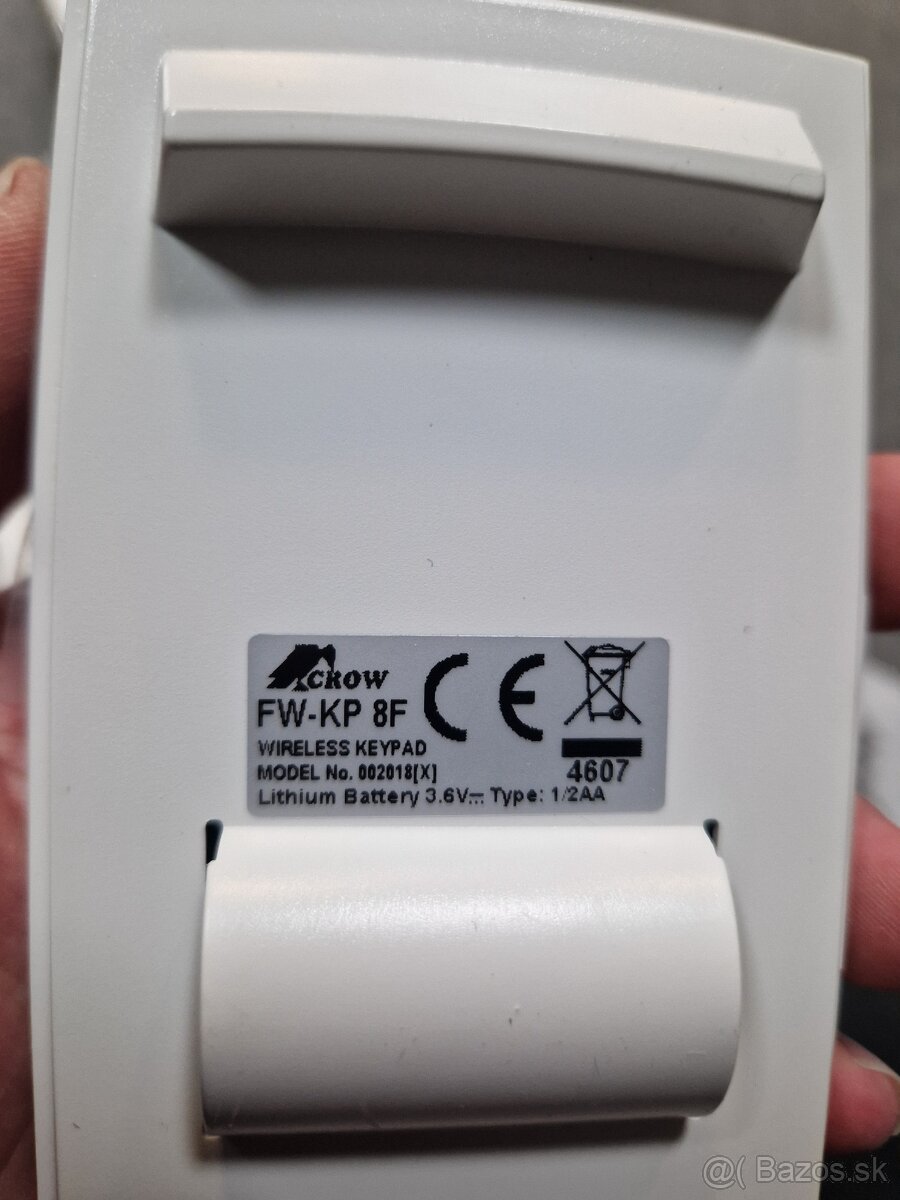 CROW
FW-KP 8F
WIRELESS KEYPAD
MODEL No. 002018[X]
Lithium Battery 3.6V⎓ Type: 1/2AA
CE
4607
@( Bazos.sk